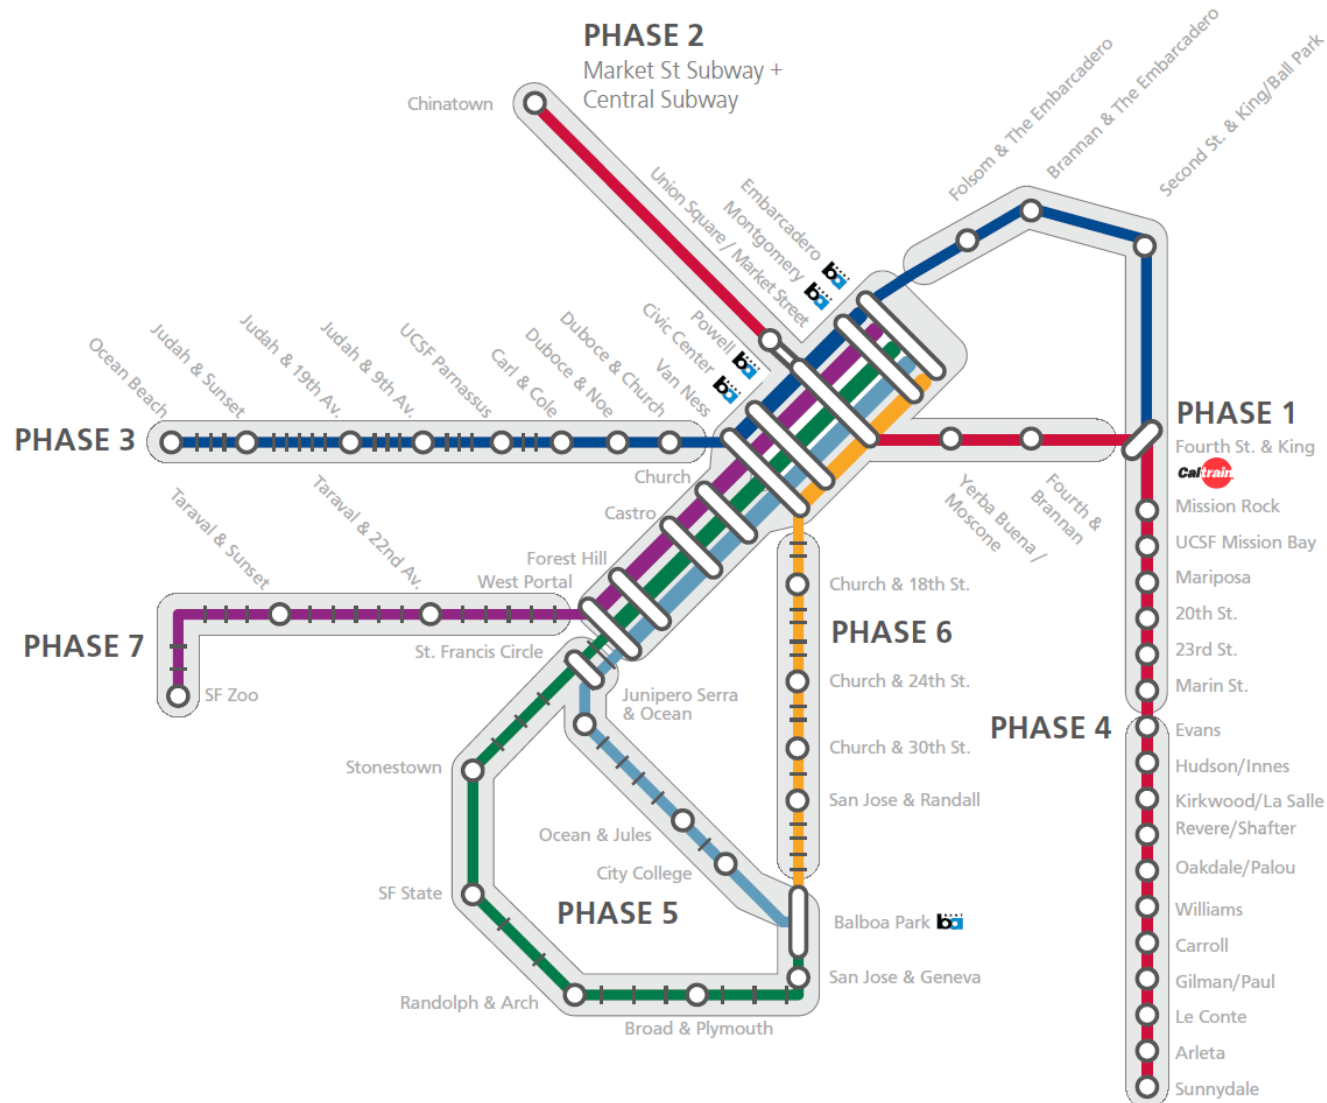 PHASE 2
Market St Subway +
Central Subway
Chinatown
Union Square / Market Street
Montgomery
Embarcadero
ba
ba
Folsom & The Embarcadero
Brannan & The Embarcadero
Second St. & King/Ball Park
Powell
ba
Civic Center
ba
Van Ness
Duboce & Church
Duboce & Noe
Carl & Cole
UCSF Parnassus
Judah & 9th Av.
Judah & 19th Av.
Judah & Sunset
Ocean Beach
PHASE 3
PHASE 1
Fourth St. & King
Caltrain
Church
Castro
Forest Hill
West Portal
Yerba Buena /
Moscone
Fourth &
Brannan
Mission Rock
UCSF Mission Bay
Mariposa
20th St.
23rd St.
Marin St.
Taraval & Sunset
Taraval & 22nd Av.
PHASE 7
SF Zoo
St. Francis Circle
Church & 18th St.
PHASE 6
Church & 24th St.
Church & 30th St.
San Jose & Randall
Junipero Serra
& Ocean
Stonestown
Ocean & Jules
City College
SF State
PHASE 5
Balboa Park
ba
San Jose & Geneva
Randolph & Arch
Broad & Plymouth
PHASE 4
Evans
Hudson/Innes
Kirkwood/La Salle
Revere/Shafter
Oakdale/Palou
Williams
Carroll
Gilman/Paul
Le Conte
Arleta
Sunnydale